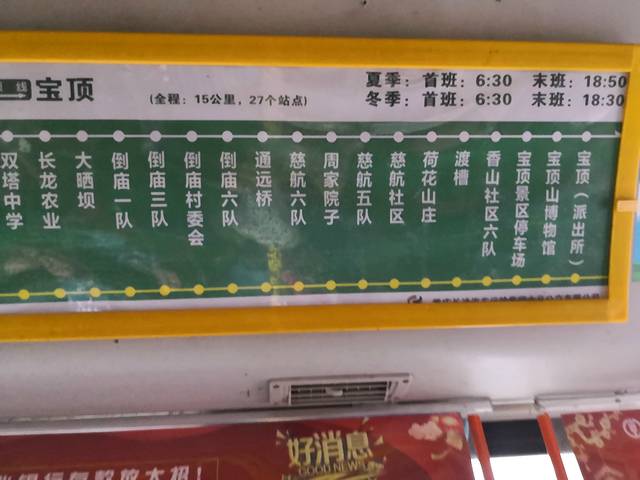 宝顶
(全程：15公里，27个站点)
夏季：首班：6:30 末班：18:50
冬季：首班：6:30 末班：18:30
双塔中学
长龙农业
大晒坝
倒庙一队
倒庙三队
倒庙村委会
倒庙六队
通远桥
慈航六队
周家院子
慈航五队
慈航社区
荷花山庄
渡槽
香山社区六队
宝顶景区停车场
宝顶山博物馆
宝顶（派出所）
好消息
GOOD NEWS